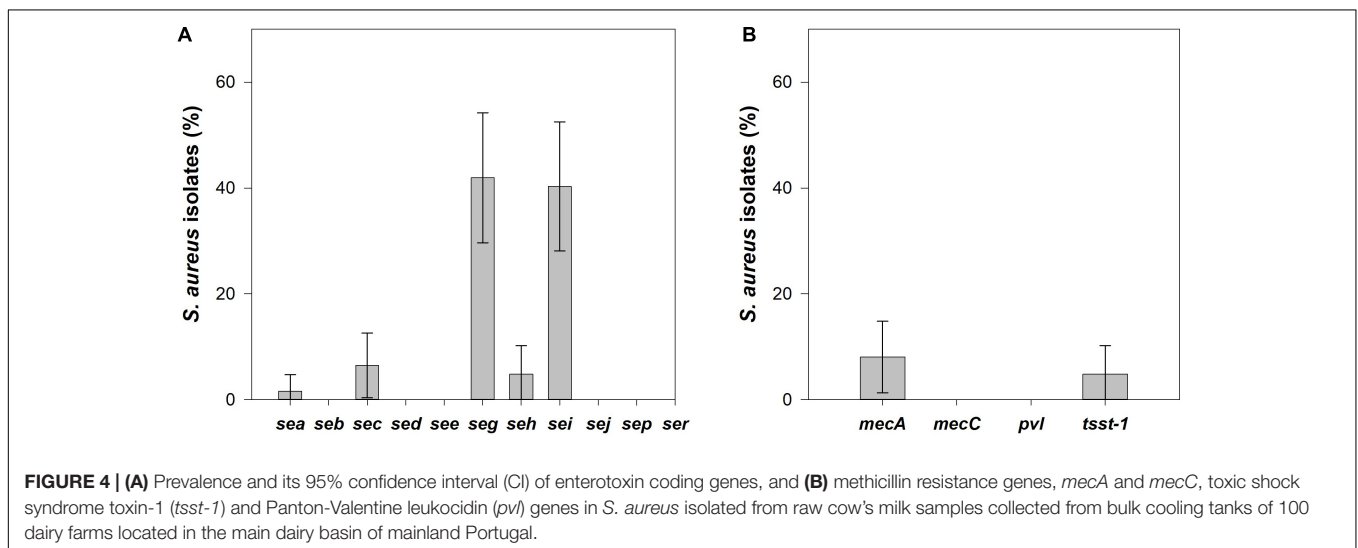 A
B
S. aureus isolates (%)
60
40
20
0
sea seb sec sed see seg seh sei sej sep ser
S. aureus isolates (%)
60
40
20
0
mecA mecC pvl tsst-1
FIGURE 4 | (A) Prevalence and its 95% confidence interval (CI) of enterotoxin coding genes, and (B) methicillin resistance genes, mecA and mecC, toxic shock
syndrome toxin-1 (tsst-1) and Panton-Valentine leukocidin (pvl) genes in S. aureus isolated from raw cow’s milk samples collected from bulk cooling tanks of 100
dairy farms located in the main dairy basin of mainland Portugal.